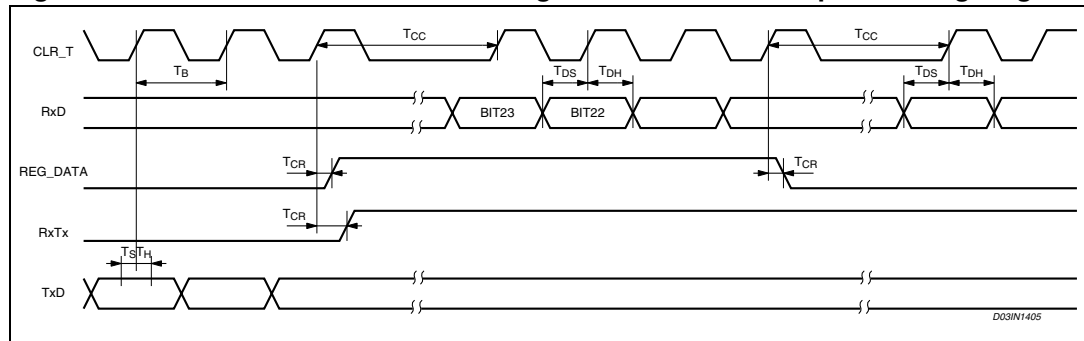 CLR_T
TCC
TCC
TB
TDS
TDH
TDS
TDH
RxD
BIT23
BIT22
REG_DATA
TCR
TCR
RxTx
TCR
TS TH
TxD
D03IN1405